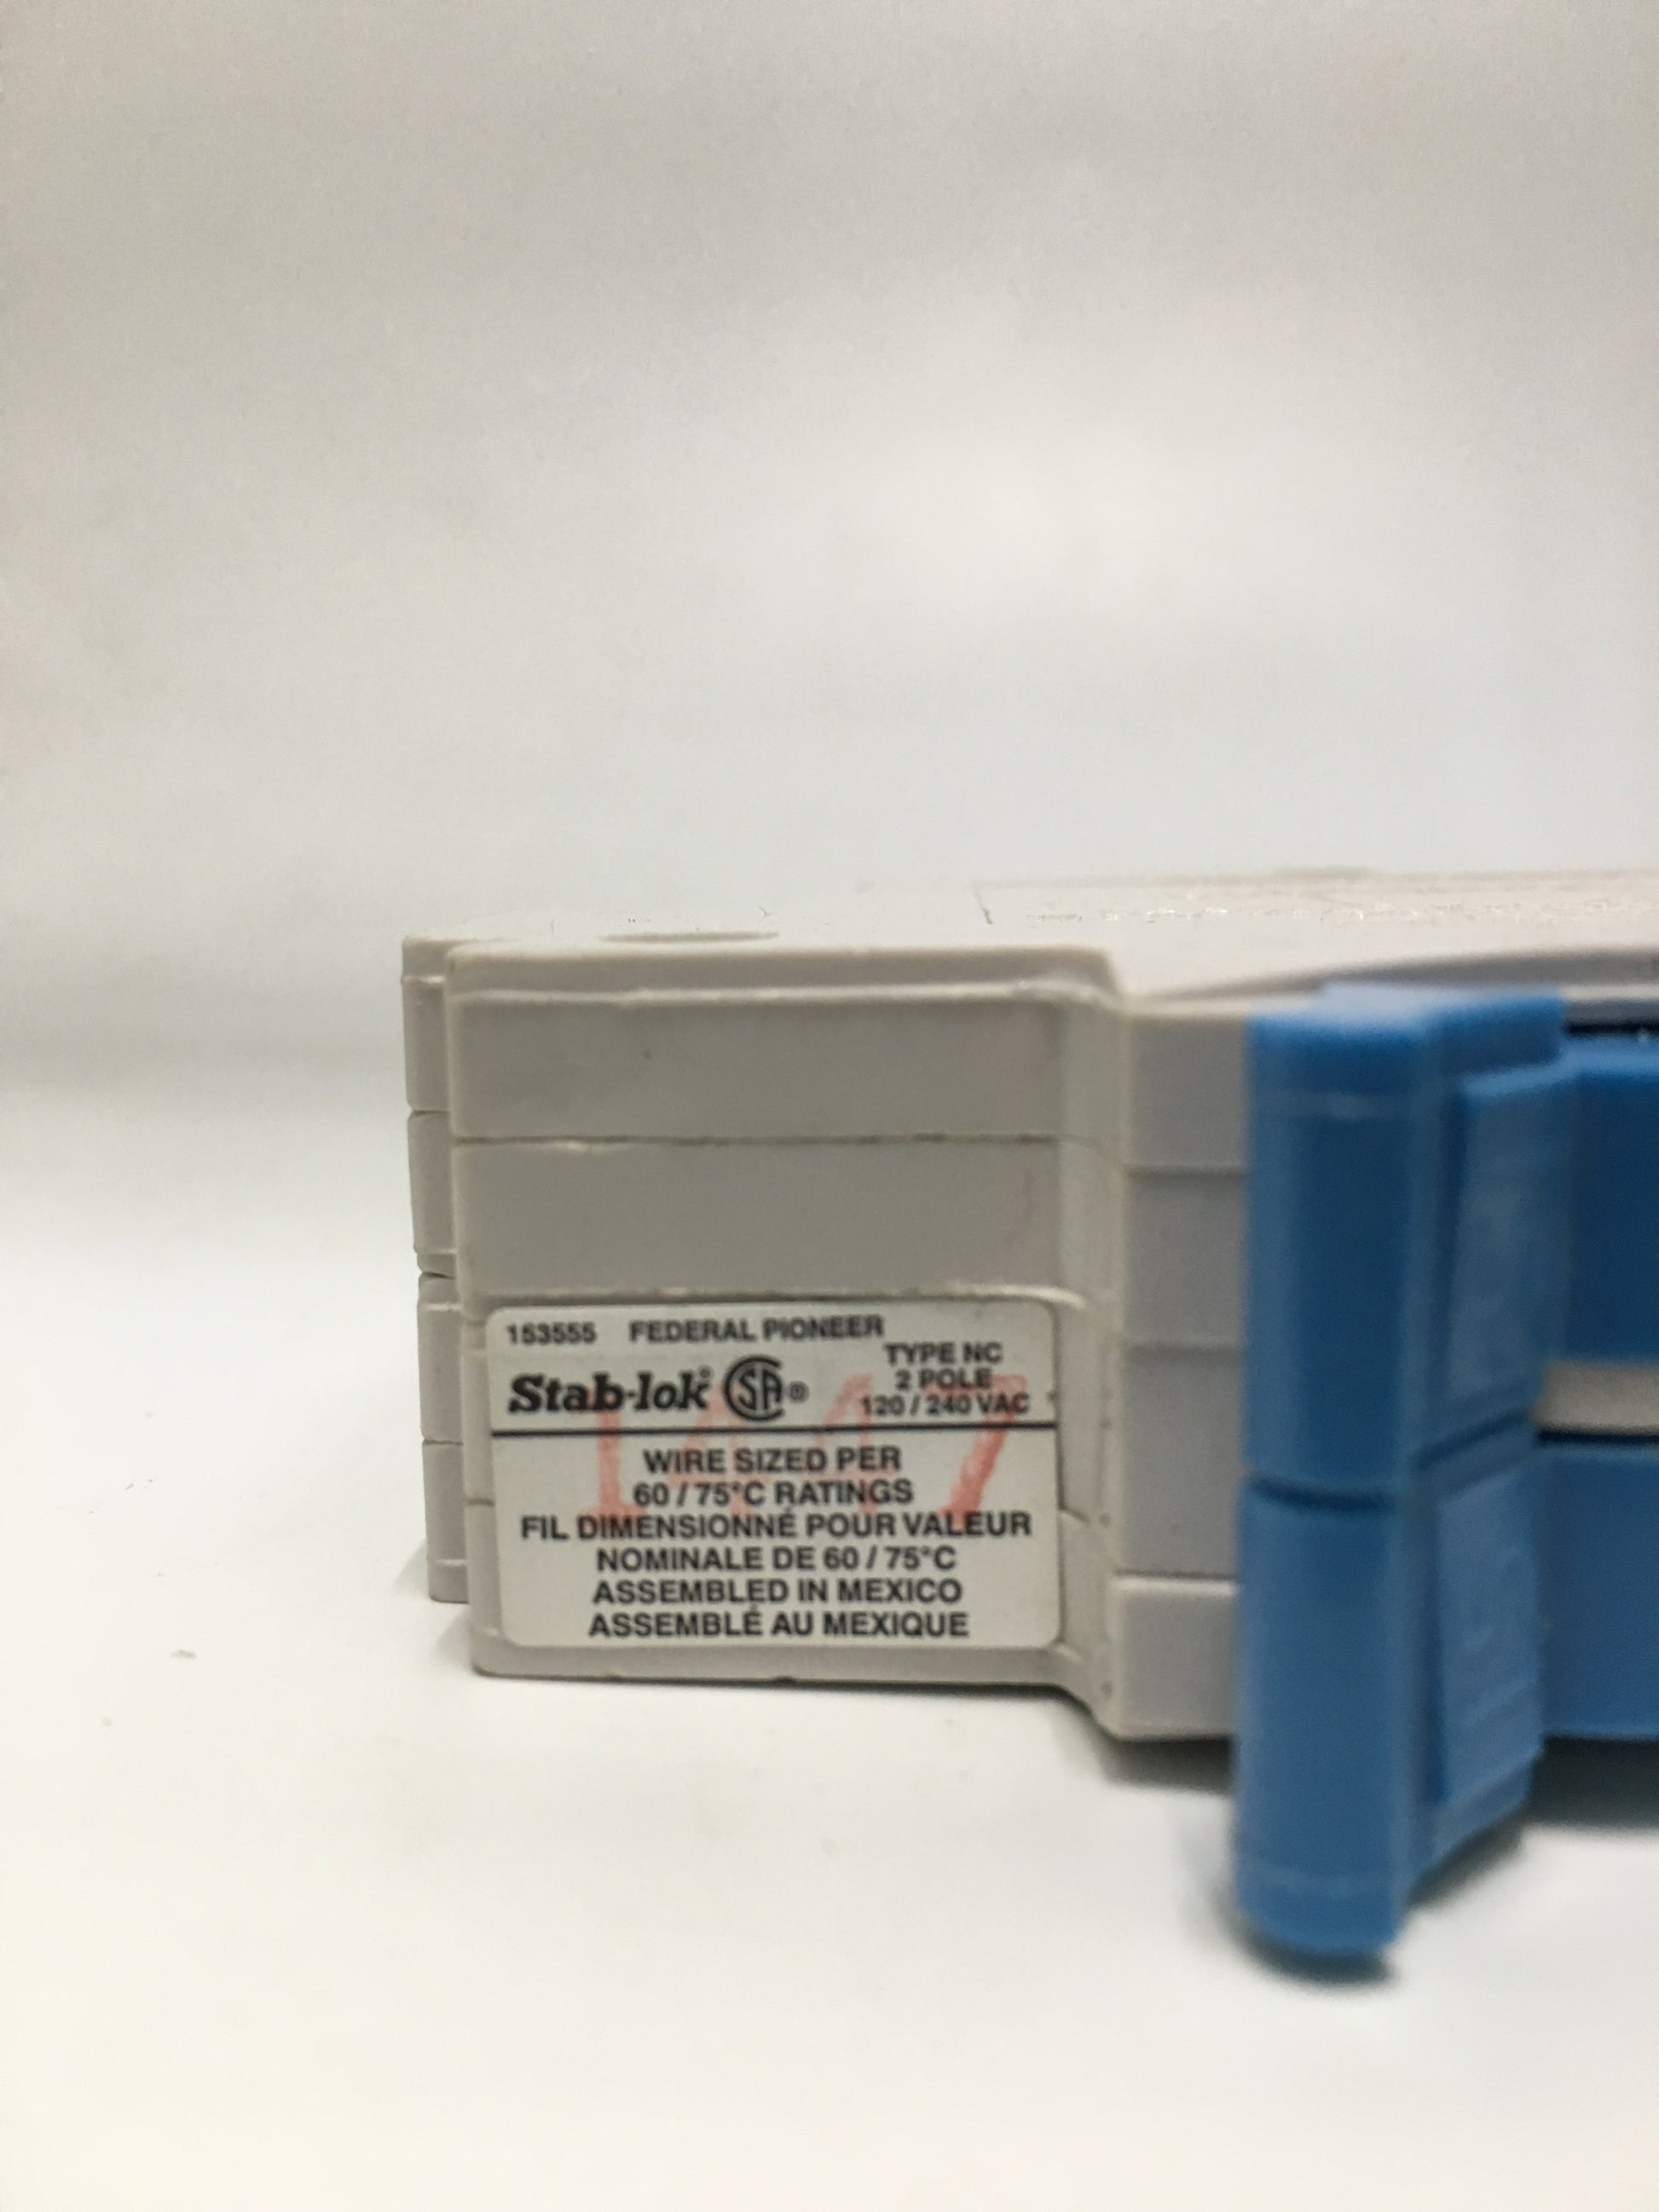 153555 FEDERAL PIONEER
Stab-lok® CSA®
TYPE NC
2 POLE
120 / 240 VAC
WIRE SIZED PER
60 / 75°C RATINGS
FIL DIMENSIONNÉ POUR VALEUR
NOMINALE DE 60 / 75°C
ASSEMBLED IN MEXICO
ASSEMBLÉ AU MEXIQUE